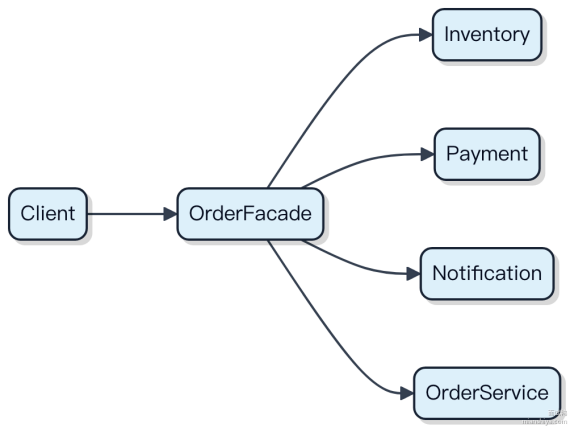 Inventory
Payment
Client
OrderFacade
Notification
OrderService